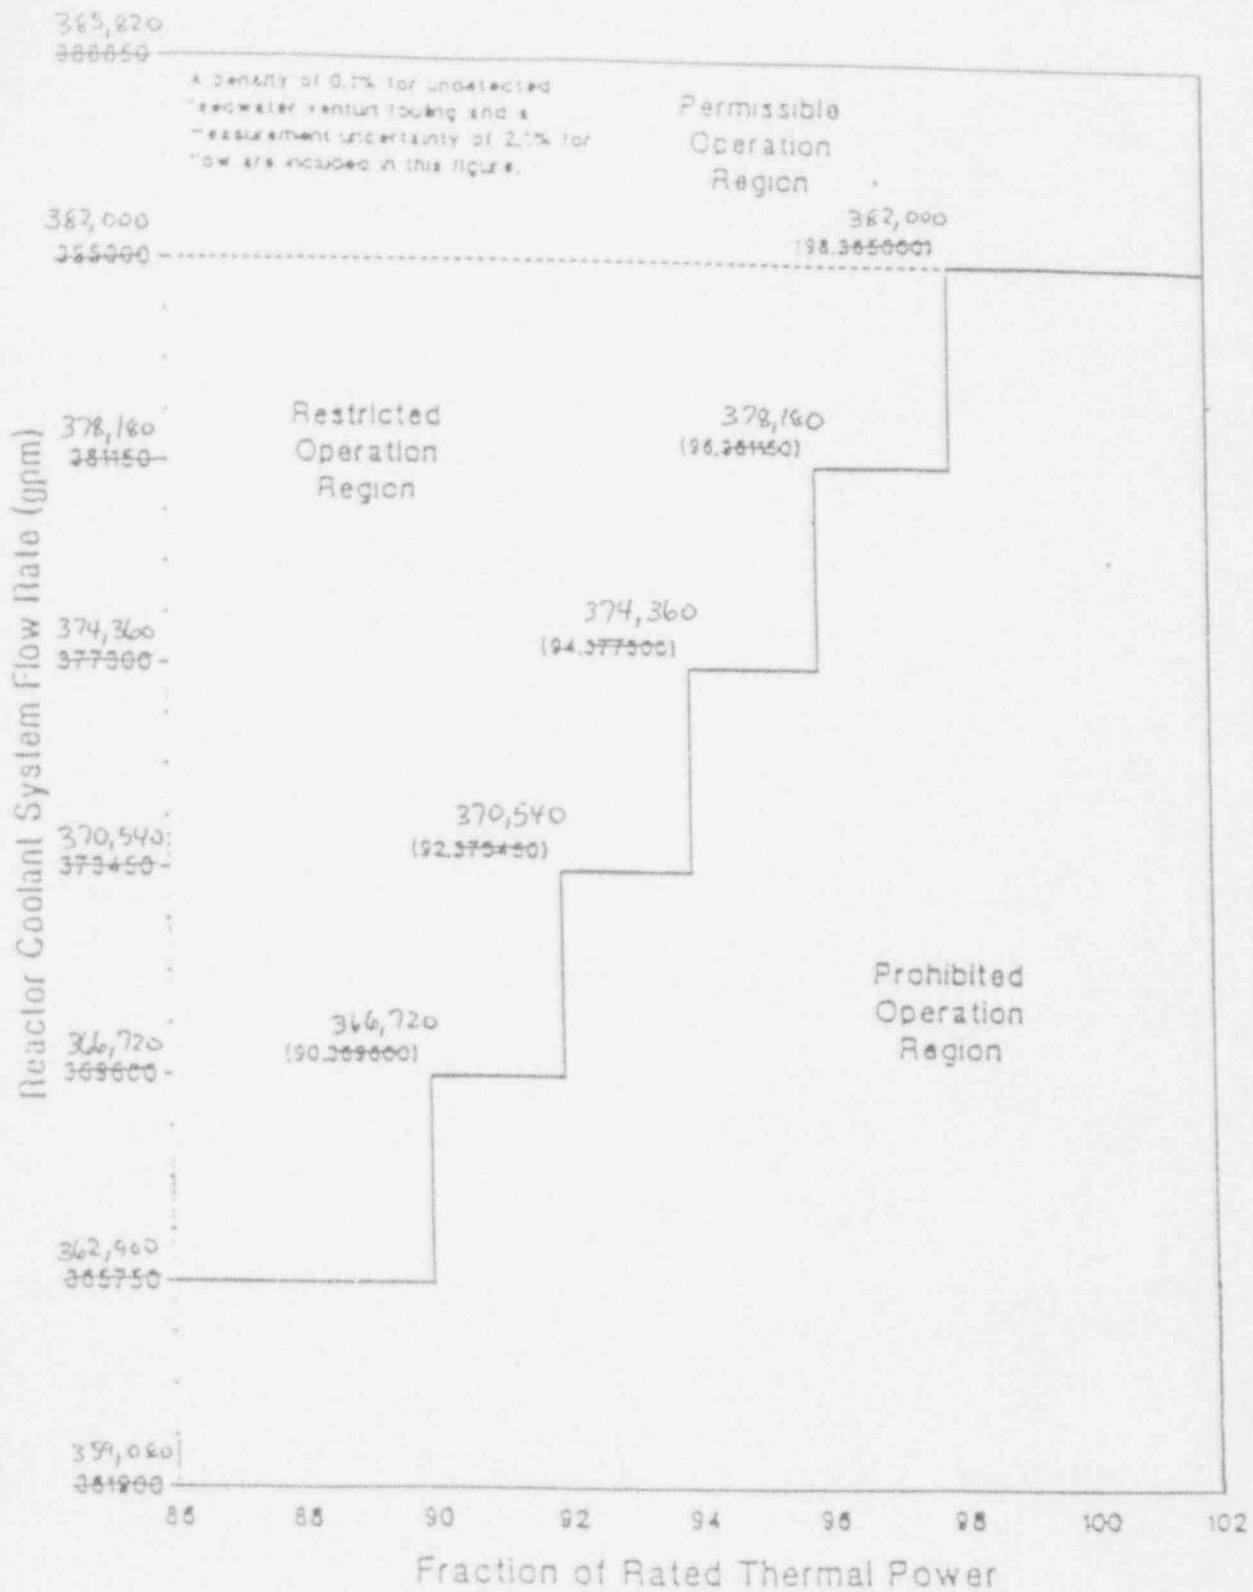 385,820
388850
A penalty of 0.1% for undetected
feedwater venturi fouling and a
measurement uncertainty of 2.1% for
flow are included in this figure.
Permissible
Operation
Region
382,000
385000
382,000
(98,385000)
Restricted
Operation
Region
378,180
381150
378,180
(96,381150)
374,360
377300
374,360
(94,377300)
370,540
373450
370,540
(92,373450)
366,720
369600
366,720
(90,369600)
Prohibited
Operation
Region
362,900
365750
359,080
361900
86
88
90
92
94
96
98
100
102
Reactor Coolant System Flow Rate (gpm)
Fraction of Rated Thermal Power